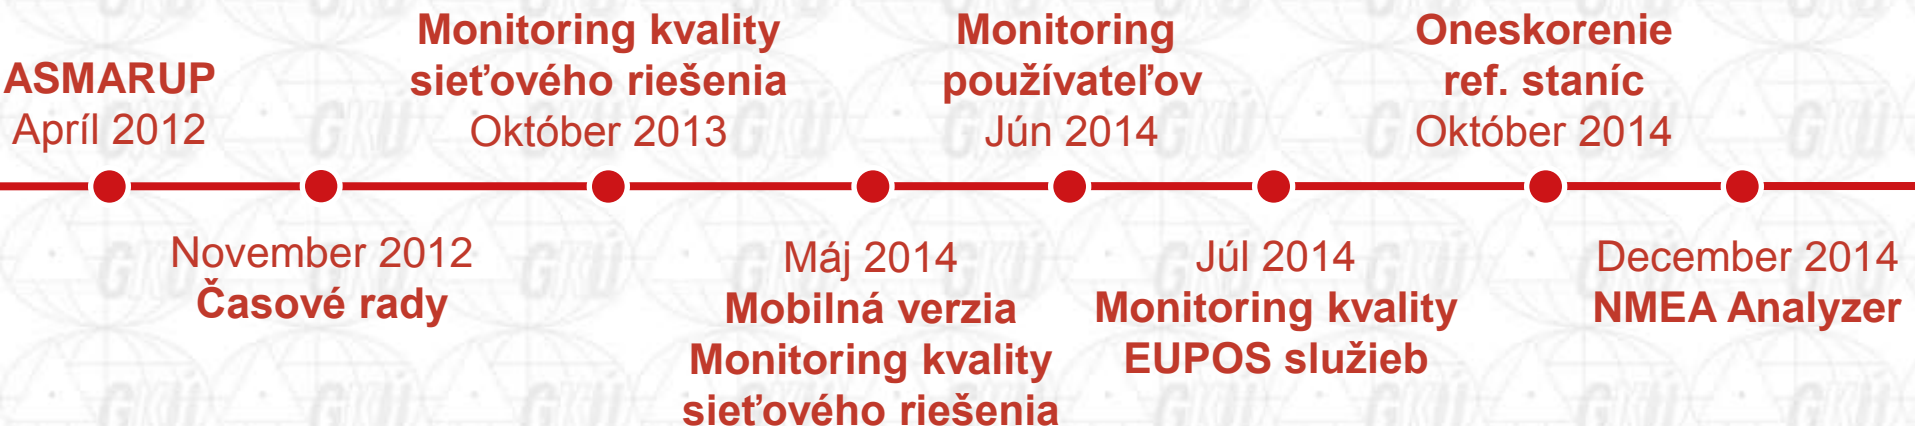 ASMARUP
Apríl 2012
November 2012
Časové rady
Monitoring kvality
sieťového riešenia
Október 2013
Máj 2014
Mobilná verzia
Monitoring kvality
sieťového riešenia
Monitoring
používateľov
Jún 2014
Júl 2014
Monitoring kvality
EUPOS služieb
Oneskorenie
ref. staníc
Október 2014
December 2014
NMEA Analyzer